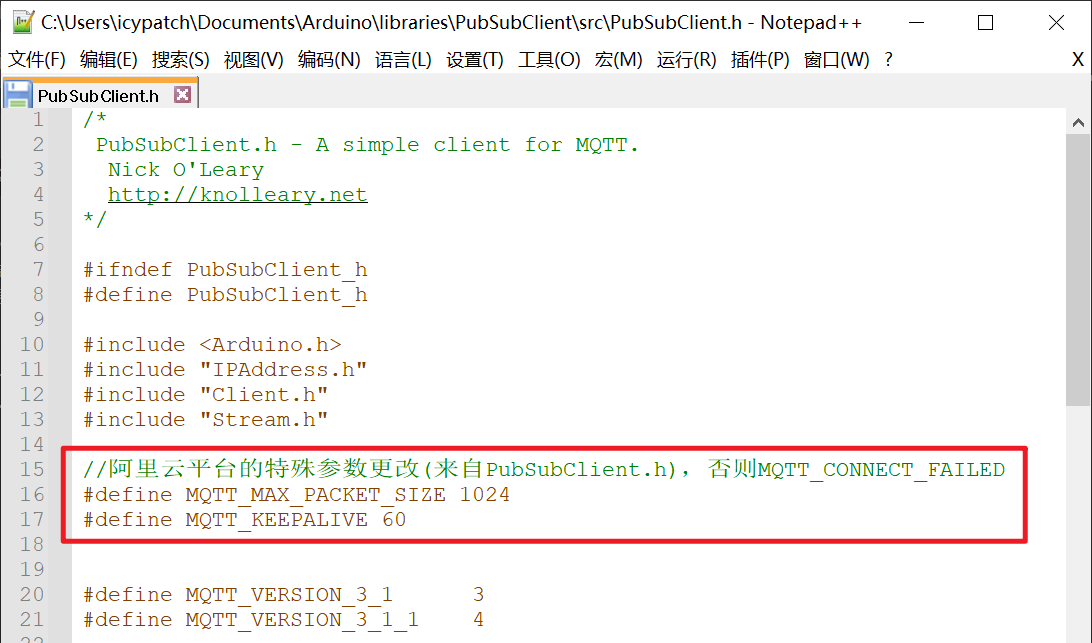 C:\Users\icypatch\Documents\Arduino\libraries\PubSubClient\src\PubSubClient.h - Notepad++
文件(F) 编辑(E) 搜索(S) 视图(V) 编码(N) 语言(L) 设置(T) 工具(O) 宏(M) 运行(R) 插件(P) 窗口(W) ? X
PubSubClient.h
1 /*
2 PubSubClient.h - A simple client for MQTT.
3 Nick O'Leary
4 http://knolleary.net
5 */
6
7 #ifndef PubSubClient_h
8 #define PubSubClient_h
9
10 #include <Arduino.h>
11 #include "IPAddress.h"
12 #include "Client.h"
13 #include "Stream.h"
14
15 //阿里云平台的特殊参数更改(来自PubSubClient.h)，否则MQTT_CONNECT_FAILED
16 #define MQTT_MAX_PACKET_SIZE 1024
17 #define MQTT_KEEPALIVE 60
18
19
20 #define MQTT_VERSION_3_1 3
21 #define MQTT_VERSION_3_1_1 4